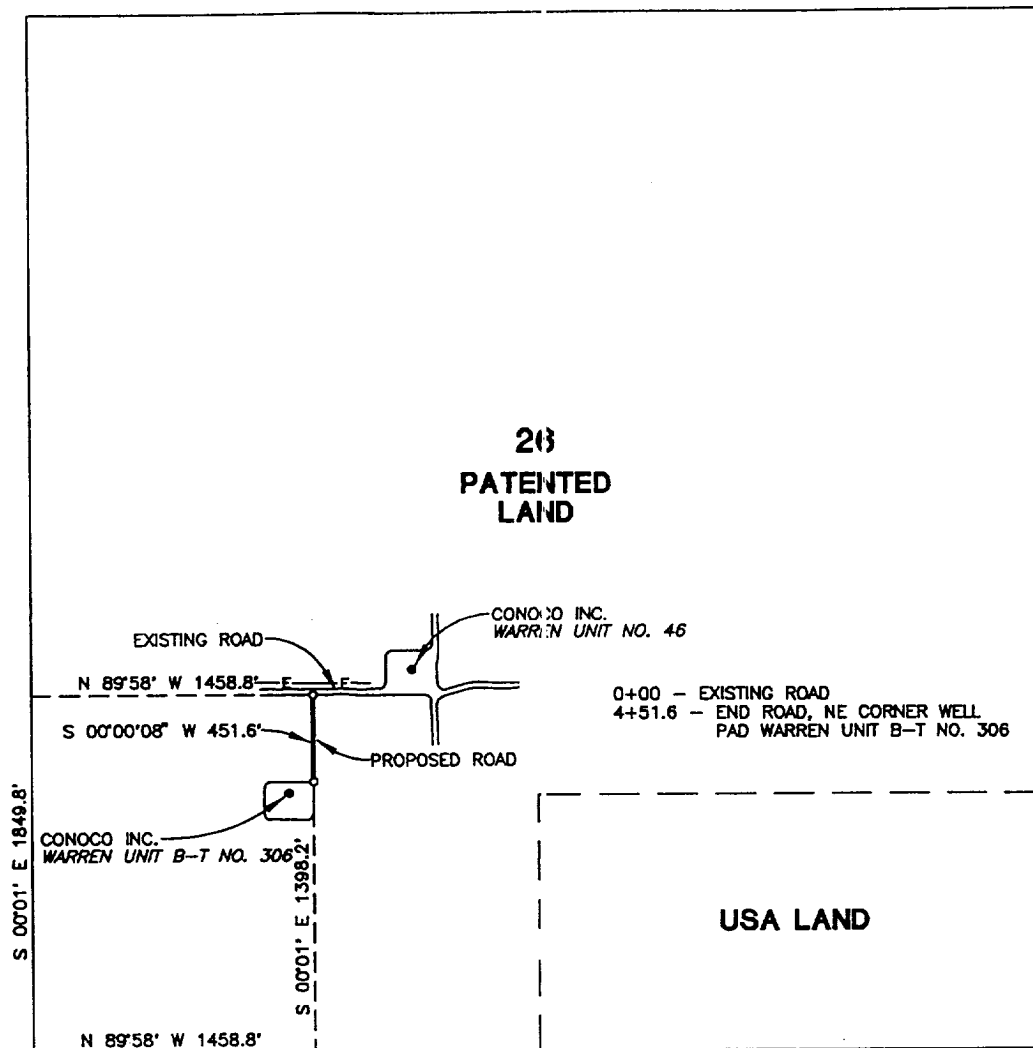 PATENTED
LAND
CONOCO INC.
WARREN UNIT NO. 46
EXISTING ROAD
N 89°58' W 1458.8'
E E
0+00 – EXISTING ROAD
4+51.6 – END ROAD, NE CORNER WELL
PAD WARREN UNIT B–T NO. 306
S 00°00'08" W 451.6'
PROPOSED ROAD
CONOCO INC.
WARREN UNIT B–T NO. 306
S 00°01' E 1849.8'
S 00°01' E 1398.2'
USA LAND
N 89°58' W 1458.8'